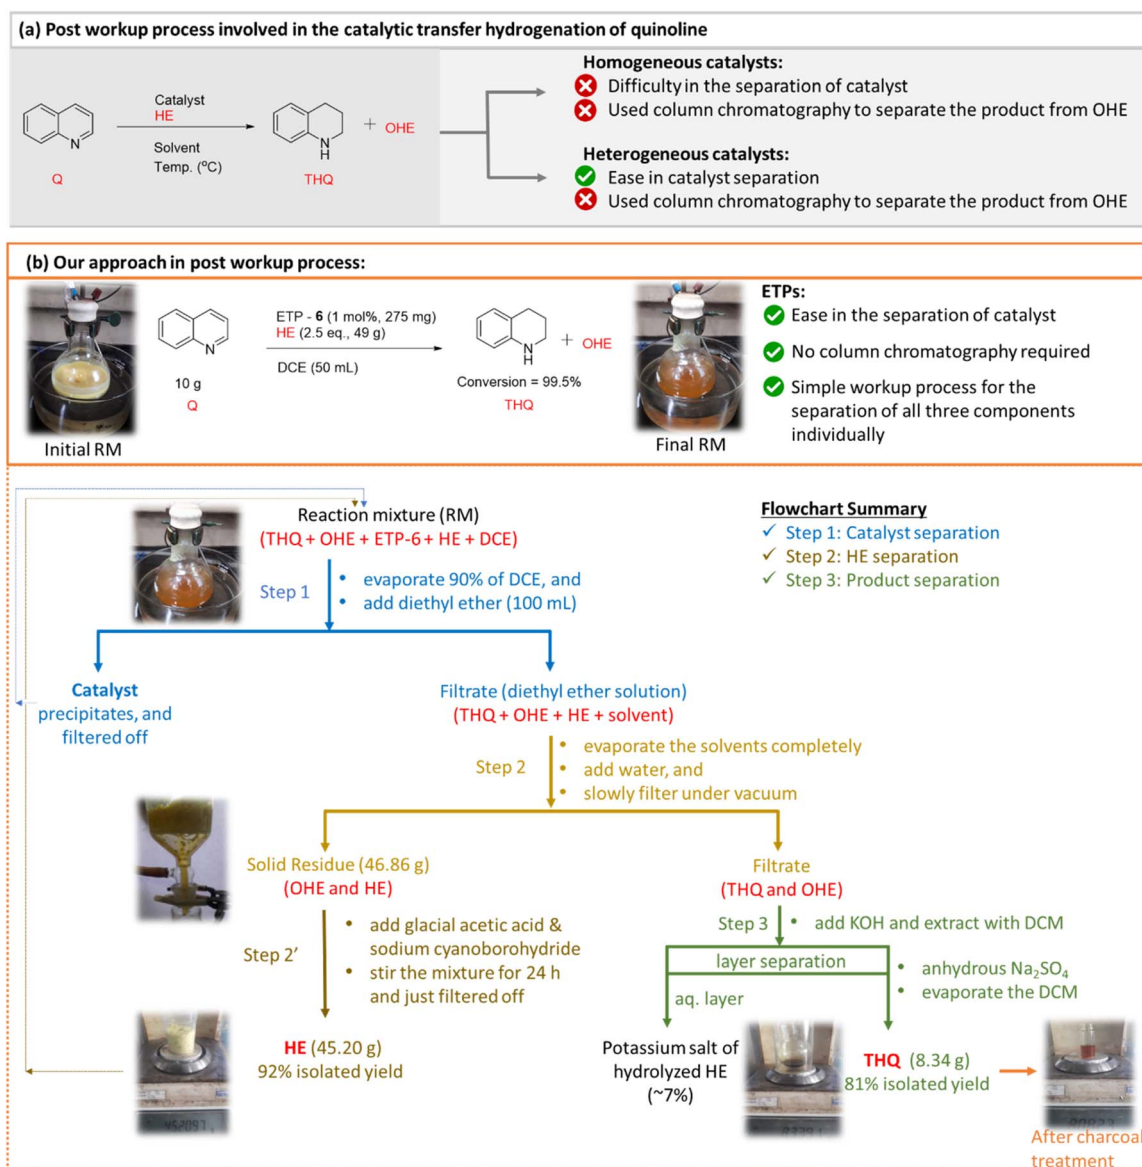 (a) Post workup process involved in the catalytic transfer hydrogenation of quinoline
Catalyst
HE
Solvent
Temp. (°C)
N
Q
N
H
THQ
+ OHE
Homogeneous catalysts:
Difficulty in the separation of catalyst
Used column chromatography to separate the product from OHE
Heterogeneous catalysts:
Ease in catalyst separation
Used column chromatography to separate the product from OHE
(b) Our approach in post workup process:
Initial RM
N
10 g
Q
ETP - 6 (1 mol%, 275 mg)
HE (2.5 eq., 49 g)
DCE (50 mL)
N
H
+ OHE
Conversion = 99.5%
THQ
Final RM
ETPs:
Ease in the separation of catalyst
No column chromatography required
Simple workup process for the
separation of all three components
individually
Reaction mixture (RM)
(THQ + OHE + ETP-6 + HE + DCE)
Flowchart Summary
✓ Step 1: Catalyst separation
✓ Step 2: HE separation
✓ Step 3: Product separation
Step 1
• evaporate 90% of DCE, and
• add diethyl ether (100 mL)
Catalyst
precipitates, and
filtered off
Filtrate (diethyl ether solution)
(THQ + OHE + HE + solvent)
Step 2
• evaporate the solvents completely
• add water, and
• slowly filter under vacuum
Solid Residue (46.86 g)
(OHE and HE)
Filtrate
(THQ and OHE)
Step 2’
• add glacial acetic acid &
sodium cyanoborohydride
• stir the mixture for 24 h
and just filtered off
Step 3
• add KOH and extract with DCM
layer separation
aq. layer
• anhydrous Na₂SO₄
• evaporate the DCM
HE (45.20 g)
92% isolated yield
Potassium salt of
hydrolyzed HE
(~7%)
THQ (8.34 g)
81% isolated yield
After charcoal
treatment